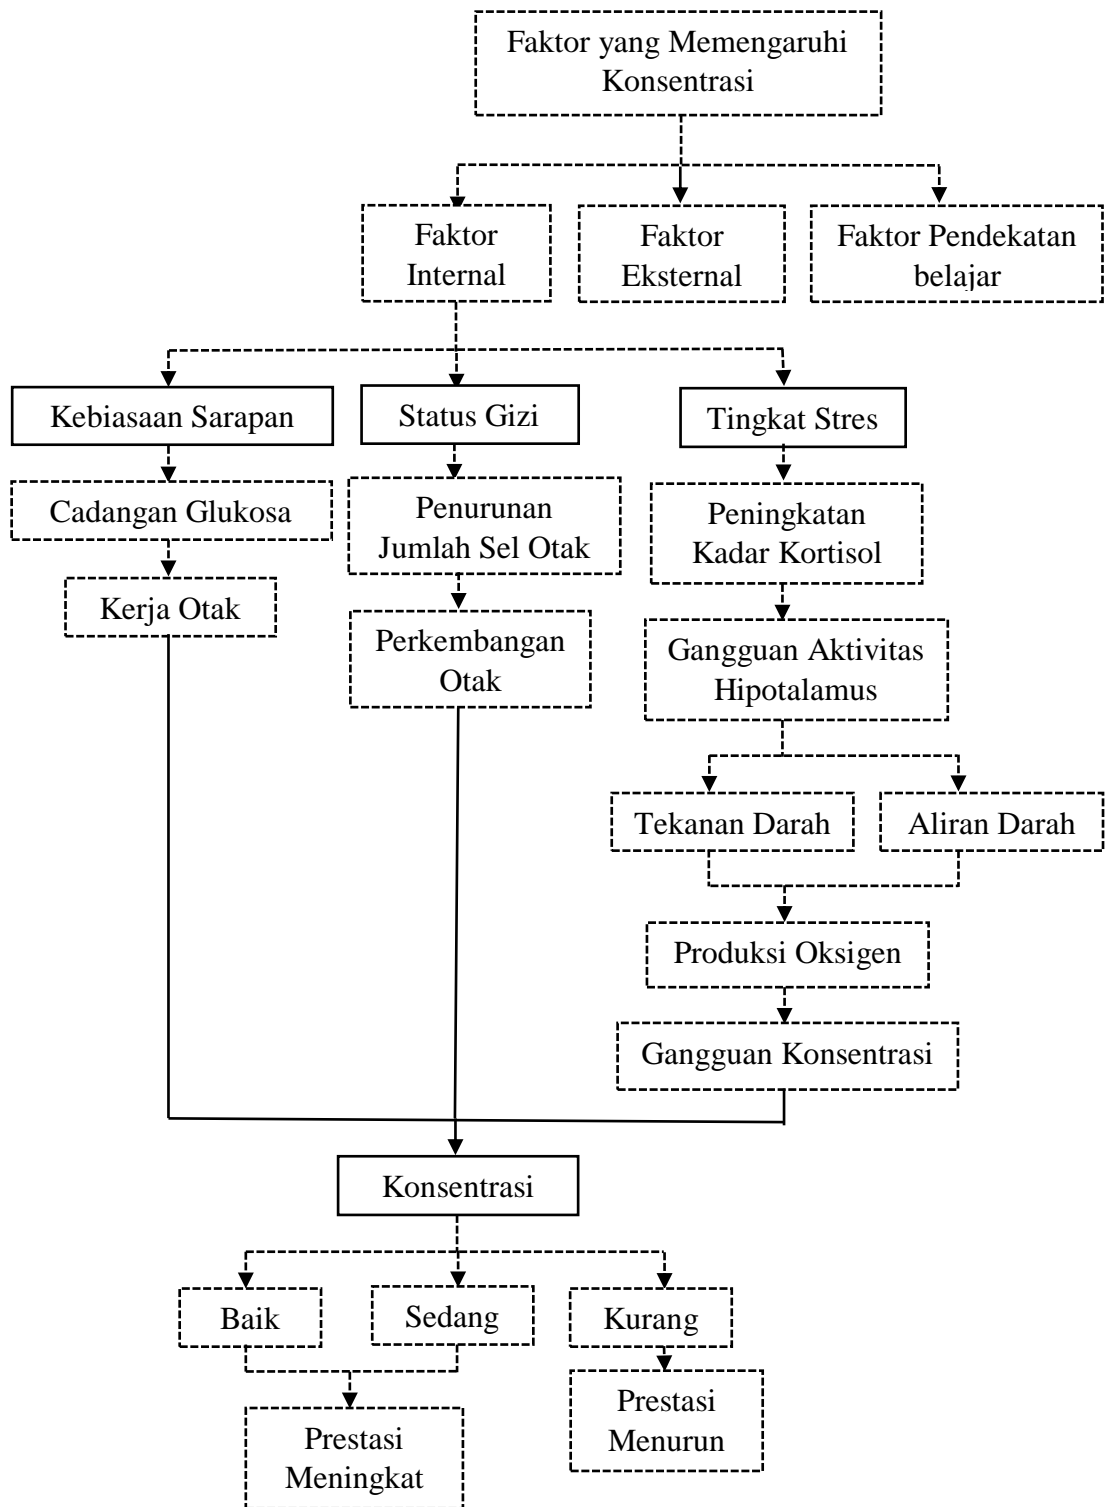 Faktor yang Memengaruhi
Konsentrasi
Faktor
Internal
Faktor
Eksternal
Faktor Pendekatan
belajar
Kebiasaan Sarapan
Status Gizi
Tingkat Stres
Cadangan Glukosa
Penurunan
Jumlah Sel Otak
Peningkatan
Kadar Kortisol
Kerja Otak
Perkembangan
Otak
Gangguan Aktivitas
Hipotalamus
Tekanan Darah
Aliran Darah
Produksi Oksigen
Gangguan Konsentrasi
Konsentrasi
Baik
Sedang
Kurang
Prestasi
Meningkat
Prestasi
Menurun